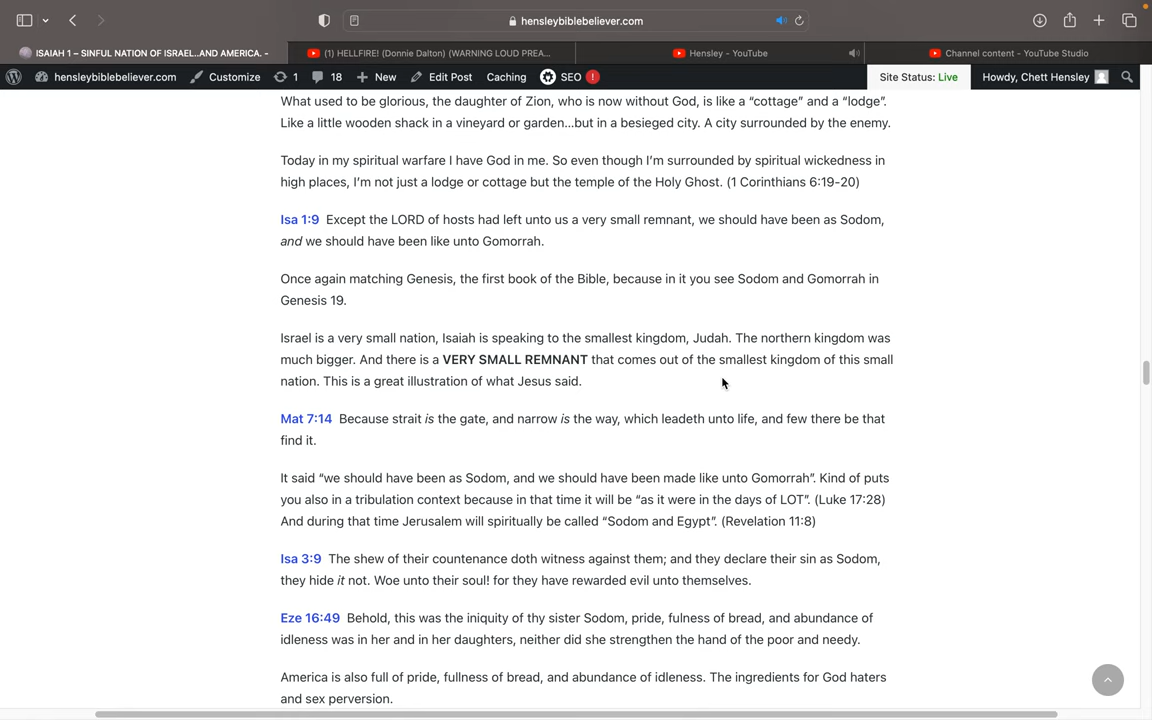 hensleybiblebeliever.com
ISAIAH 1 – SINFUL NATION OF ISRAEL...AND AMERICA. -
(1) HELLFIRE! (Donnie Dalton) (WARNING LOUD PREA...
Hensley - YouTube
Channel content - YouTube Studio
hensleybiblebeliever.com Customize 1 18 New Edit Post Caching SEO ! Site Status: Live Howdy, Chett Hensley
What used to be glorious, the daughter of Zion, who is now without God, is like a “cottage” and a “lodge”.
Like a little wooden shack in a vineyard or garden...but in a besieged city. A city surrounded by the enemy.
Today in my spiritual warfare I have God in me. So even though I’m surrounded by spiritual wickedness in
high places, I’m not just a lodge or cottage but the temple of the Holy Ghost. (1 Corinthians 6:19-20)
Isa 1:9 Except the LORD of hosts had left unto us a very small remnant, we should have been as Sodom,
and we should have been like unto Gomorrah.
Once again matching Genesis, the first book of the Bible, because in it you see Sodom and Gomorrah in
Genesis 19.
Israel is a very small nation, Isaiah is speaking to the smallest kingdom, Judah. The northern kingdom was
much bigger. And there is a VERY SMALL REMNANT that comes out of the smallest kingdom of this small
nation. This is a great illustration of what Jesus said.
Mat 7:14 Because strait is the gate, and narrow is the way, which leadeth unto life, and few there be that
find it.
It said “we should have been as Sodom, and we should have been made like unto Gomorrah”. Kind of puts
you also in a tribulation context because in that time it will be “as it were in the days of LOT”. (Luke 17:28)
And during that time Jerusalem will spiritually be called “Sodom and Egypt”. (Revelation 11:8)
Isa 3:9 The shew of their countenance doth witness against them; and they declare their sin as Sodom,
they hide it not. Woe unto their soul! for they have rewarded evil unto themselves.
Eze 16:49 Behold, this was the iniquity of thy sister Sodom, pride, fulness of bread, and abundance of
idleness was in her and in her daughters, neither did she strengthen the hand of the poor and needy.
America is also full of pride, fullness of bread, and abundance of idleness. The ingredients for God haters
and sex perversion.